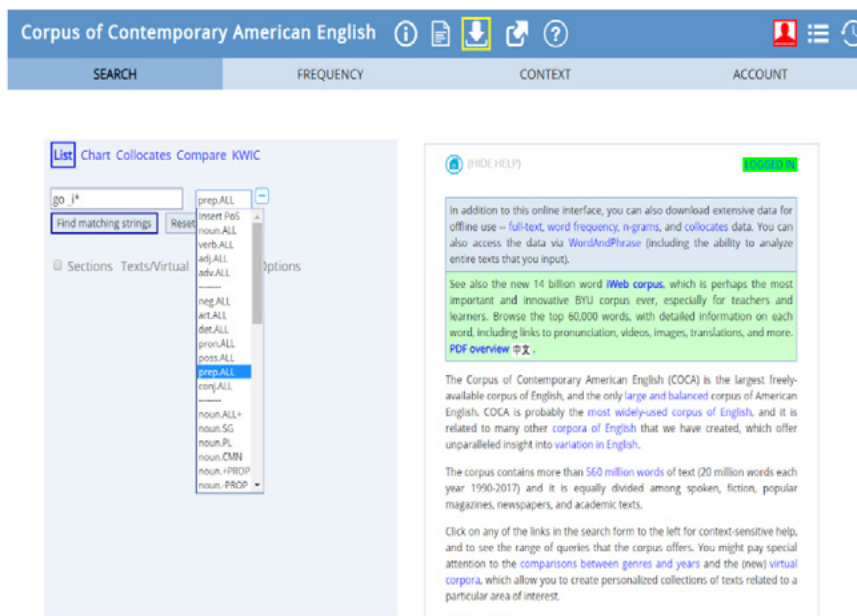 Corpus of Contemporary American English
SEARCH FREQUENCY CONTEXT ACCOUNT
List Chart Collocates Compare KWIC
go _i* prep.ALL
Find matching strings Reset
Insert PoS
noun.ALL
verb.ALL
adj.ALL
adv.ALL
--------
neg.ALL
art.ALL
det.ALL
pron.ALL
poss.ALL
prep.ALL
conj.ALL
--------
noun.ALL+
noun.SG
noun.PL
noun.CMN
noun.+PROP
noun.-PROP
Sections Texts/Virtual Options
(HIDE HELP) LOGGED IN
In addition to this online interface, you can also download extensive data for
offline use -- full-text, word frequency, n-grams, and collocates data. You can
also access the data via WordAndPhrase (including the ability to analyze
entire texts that you input).
See also the new 14 billion word iWeb corpus, which is perhaps the most
important and innovative BYU corpus ever, especially for teachers and
learners. Browse the top 60,000 words, with detailed information on each
word, including links to pronunciation, videos, images, translations, and more.
PDF overview 中文 .
The Corpus of Contemporary American English (COCA) is the largest freely-
available corpus of English, and the only large and balanced corpus of American
English. COCA is probably the most widely-used corpus of English, and it is
related to many other corpora of English that we have created, which offer
unparalleled insight into variation in English.
The corpus contains more than 560 million words of text (20 million words each
year 1990-2017) and it is equally divided among spoken, fiction, popular
magazines, newspapers, and academic texts.
Click on any of the links in the search form to the left for context-sensitive help,
and to see the range of queries that the corpus offers. You might pay special
attention to the comparisons between genres and years and the (new) virtual
corpora, which allow you to create personalized collections of texts related to a
particular area of interest.